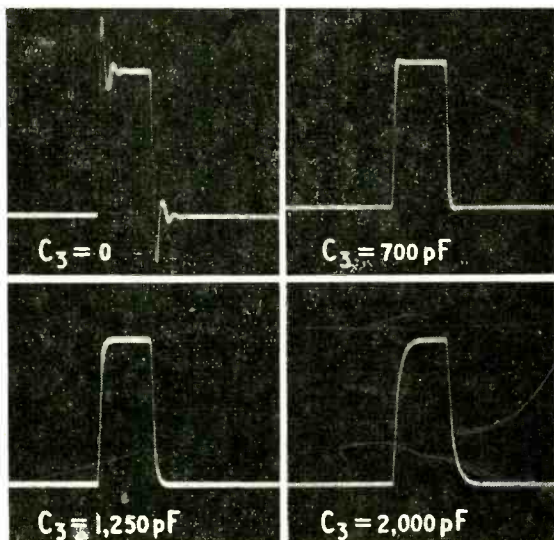 C₃ = 0
C₃ = 700 pF
C₃ = 1,250 pF
C₃ = 2,000 pF